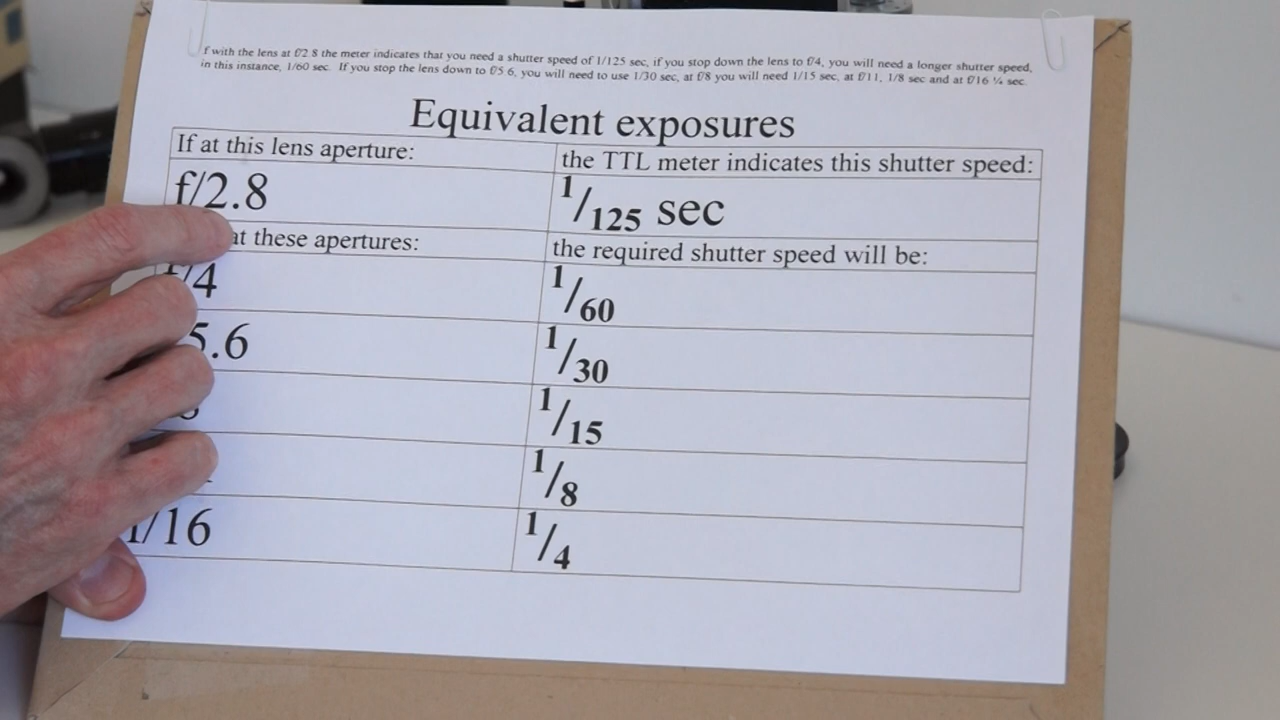 f with the lens at f/2 8 the meter indicates that you need a shutter speed of 1/125 sec, if you stop down the lens to f/4, you will need a longer shutter speed,
in this instance, 1/60 sec. If you stop the lens down to f/5 6, you will need to use 1/30 sec, at f/8 you will need 1/15 sec, at f/11, 1/8 sec and at f/16 ¼ sec.
Equivalent exposures
If at this lens aperture: the TTL meter indicates this shutter speed:
f/2.8 1/125 sec
at these apertures: the required shutter speed will be:
f/4 1/60
5.6 1/30
1/15
1/8
f/16 1/4